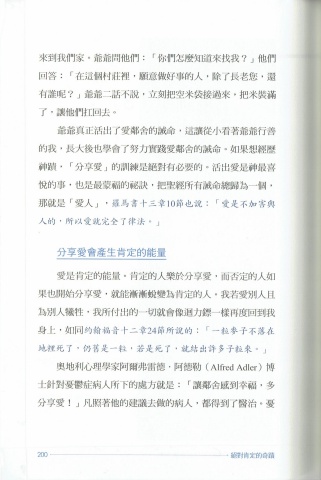 來到我們家。爺爺問他們：「你們怎麼知道來找我？」他們
回答：「在這個村莊裡，願意做好事的人，除了長老您，還
有誰呢？」爺爺二話不說，立刻把空米袋接過來，把米裝滿
了，讓他們扛回去。
爺爺真正活出了愛鄰舍的誡命，這讓從小看著爺爺行善
的我，長大後也學會了努力實踐愛鄰舍的誡命。如果想經歷
神蹟，「分享愛」的訓練是絕對有必要的。活出愛是神最喜
悅的事，也是最蒙福的祕訣，把聖經所有誡命總歸為一個，
那就是「愛人」，羅馬書十三章10節也說：「愛是不加害與
人的，所以愛就完全了律法。」
分享愛會產生肯定的能量
愛是肯定的能量。肯定的人樂於分享愛，而否定的人如
果也開始分享愛，就能漸漸蛻變為肯定的人。我若愛別人且
為別人犧牲，我所付出的一切就會像迴力鏢一樣再度回到我
身上，如同約翰福音十二章24節所說的：「一粒麥子不落在
地裡死了，仍舊是一粒，若是死了，就結出許多子粒來。」
奧地利心理學家阿爾弗雷德．阿德勒（Alfred Adler）博
士針對憂鬱症病人所下的處方就是：「讓鄰舍感到幸福，多
分享愛！」凡照著他的建議去做的病人，都得到了醫治。憂
200
絕對肯定的奇蹟